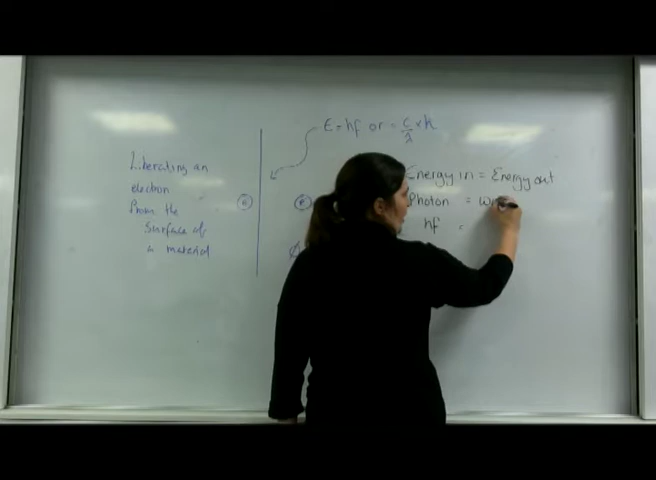 E = hf or = c/λ × h
Liberating an
electron
from the
surface of
a material
e
e
Φ
Energy in = Energy out
Photon = w
hf =